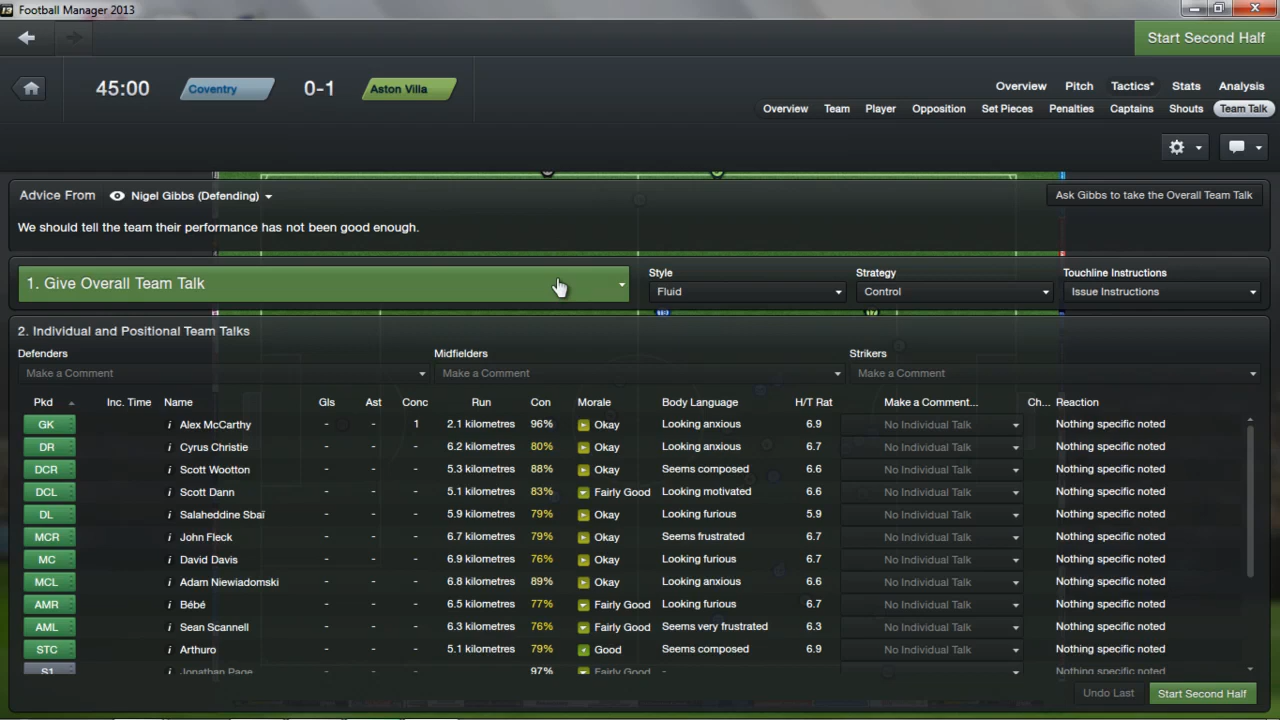 Football Manager 2013
Start Second Half
45:00 Coventry 0-1 Aston Villa
Overview Pitch Tactics* Stats Analysis
Overview Team Player Opposition Set Pieces Penalties Captains Shouts Team Talk
Advice From Nigel Gibbs (Defending) Ask Gibbs to take the Overall Team Talk
We should tell the team their performance has not been good enough.
1. Give Overall Team Talk
Style Strategy Touchline Instructions
Fluid Control Issue Instructions
2. Individual and Positional Team Talks
Defenders Midfielders Strikers
Make a Comment Make a Comment Make a Comment
Pkd Inc. Time Name Gls Ast Conc Run Con Morale Body Language H/T Rat Make a Comment... Ch... Reaction
GK i Alex McCarthy - - 1 2.1 kilometres 96% Okay Looking anxious 6.9 No Individual Talk Nothing specific noted
DR i Cyrus Christie - - 6.2 kilometres 80% Okay Looking anxious 6.7 No Individual Talk Nothing specific noted
DCR i Scott Wootton - - 5.3 kilometres 88% Okay Seems composed 6.6 No Individual Talk Nothing specific noted
DCL i Scott Dann - - 5.1 kilometres 83% Fairly Good Looking motivated 6.6 No Individual Talk Nothing specific noted
DL i Salaheddine Sbaï - - 5.9 kilometres 79% Okay Looking furious 5.9 No Individual Talk Nothing specific noted
MCR i John Fleck - - 6.7 kilometres 79% Okay Seems frustrated 6.7 No Individual Talk Nothing specific noted
MC i David Davis - - 6.9 kilometres 76% Okay Looking furious 6.7 No Individual Talk Nothing specific noted
MCL i Adam Niewiadomski - - 6.8 kilometres 89% Okay Looking anxious 6.6 No Individual Talk Nothing specific noted
AMR i Bébé - - 6.5 kilometres 77% Fairly Good Looking furious 6.7 No Individual Talk Nothing specific noted
AML i Sean Scannell - - 6.3 kilometres 76% Fairly Good Seems very frustrated 6.3 No Individual Talk Nothing specific noted
STC i Arthuro - - 5.1 kilometres 79% Good Seems composed 6.9 No Individual Talk Nothing specific noted
S1 i Jonathan Page - - 97% Fairly Good - No Individual Talk Nothing specific noted
Undo Last Start Second Half